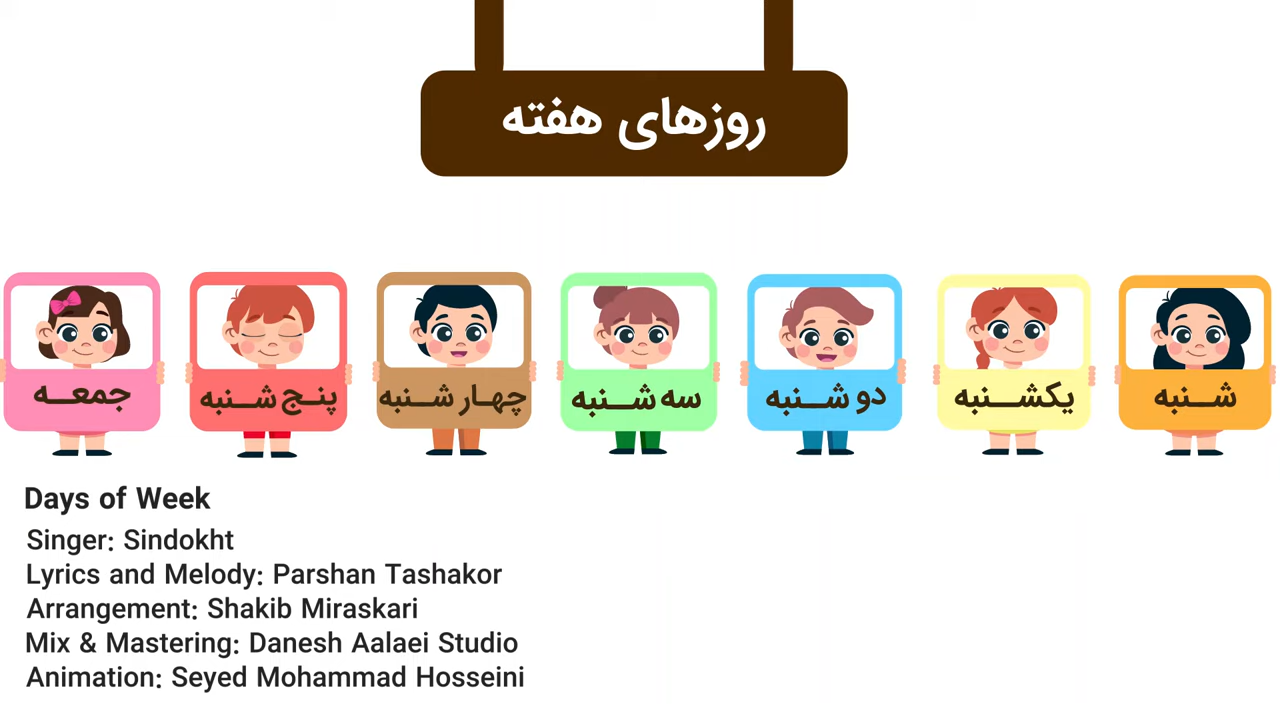 روزهای هفته
شنبه
یکشنبه
دو شنبه
سه شنبه
چهار شنبه
پنج شنبه
جمعه
Days of Week
Singer: Sindokht
Lyrics and Melody: Parshan Tashakor
Arrangement: Shakib Miraskari
Mix & Mastering: Danesh Aalaei Studio
Animation: Seyed Mohammad Hosseini